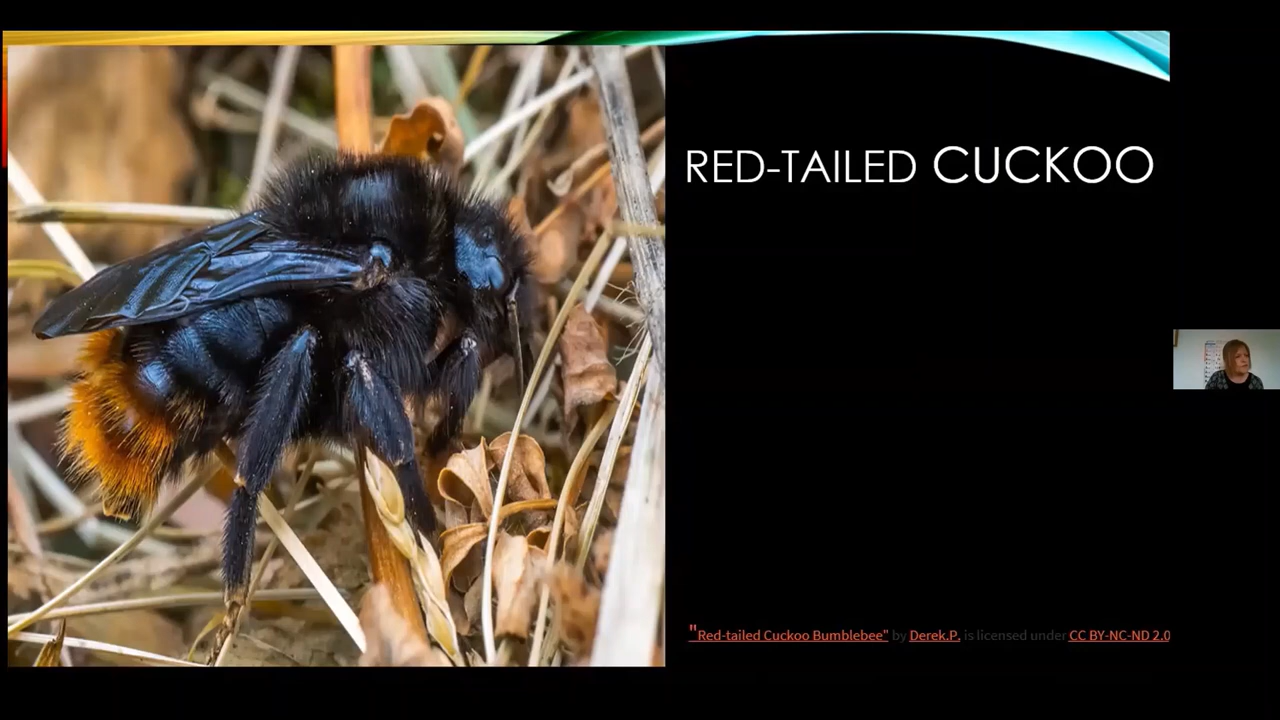 RED-TAILED CUCKOO
"Red-tailed Cuckoo Bumblebee" by Derek.P. is licensed under CC BY-NC-ND 2.0